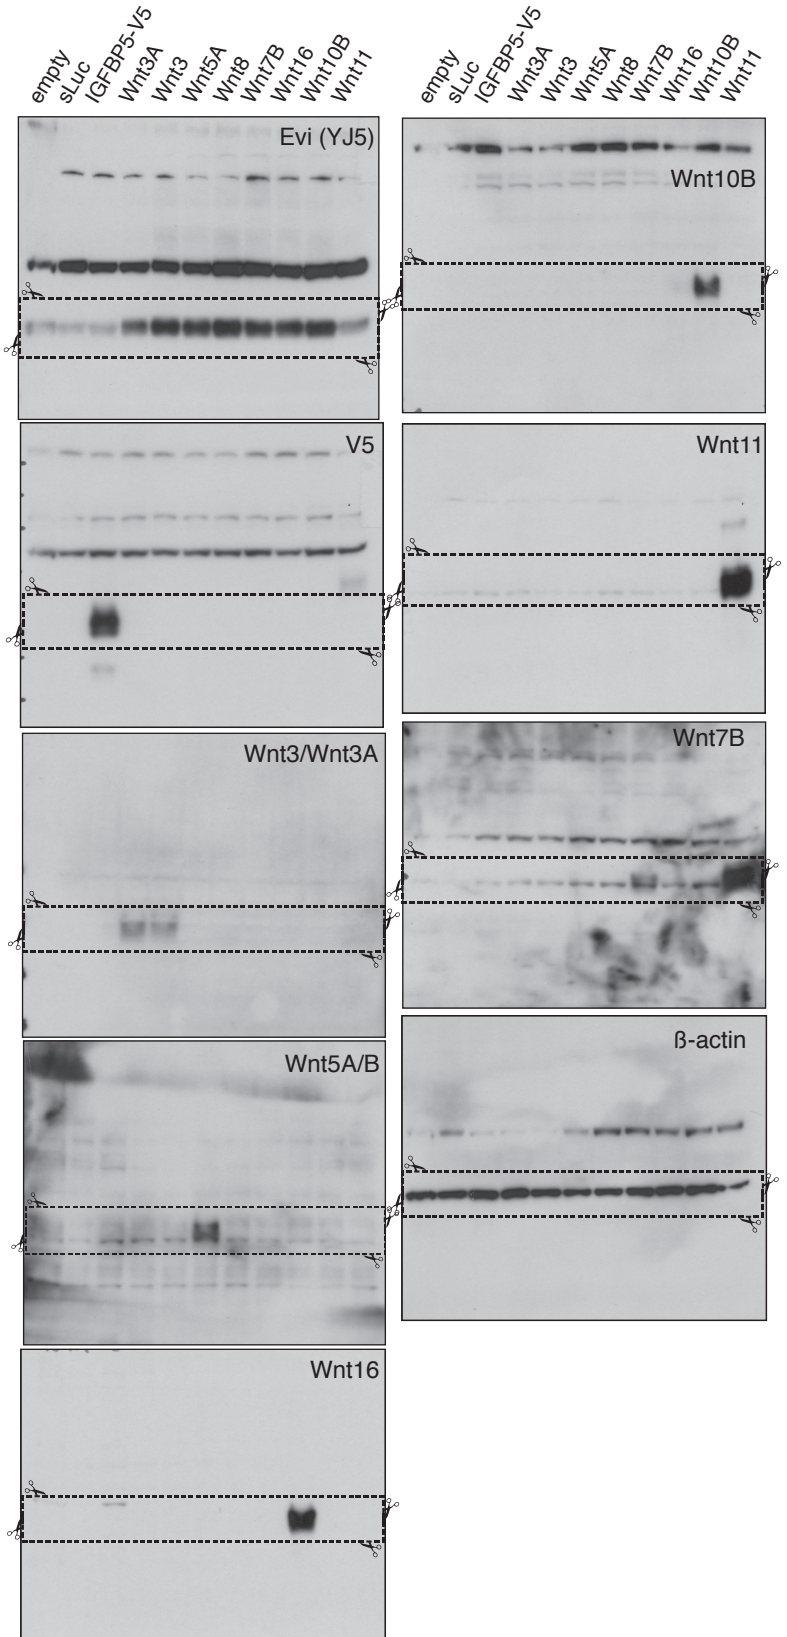 empty
sLuc
IGFBP5-V5
Wnt3A
Wnt3
Wnt5A
Wnt8
Wnt7B
Wnt16
Wnt10B
Wnt11
Evi (YJ5)
V5
Wnt3/Wnt3A
Wnt5A/B
Wnt16
empty
sLuc
IGFBP5-V5
Wnt3A
Wnt3
Wnt5A
Wnt8
Wnt7B
Wnt16
Wnt10B
Wnt11
Wnt10B
Wnt11
Wnt7B
ß-actin